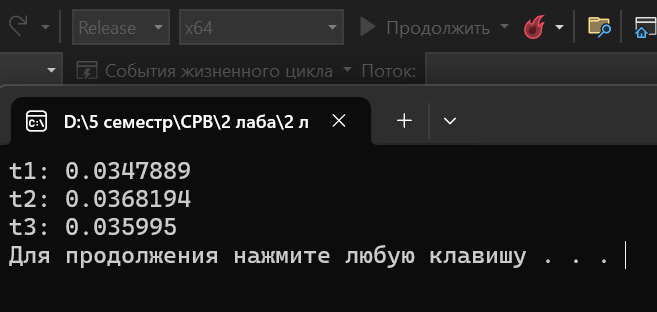 Release x64 Продолжить
События жизненного цикла Поток:
C:\ D:\5 семестр\СРВ\2 лаба\2 л
t1: 0.0347889
t2: 0.0368194
t3: 0.035995
Для продолжения нажмите любую клавишу . . .